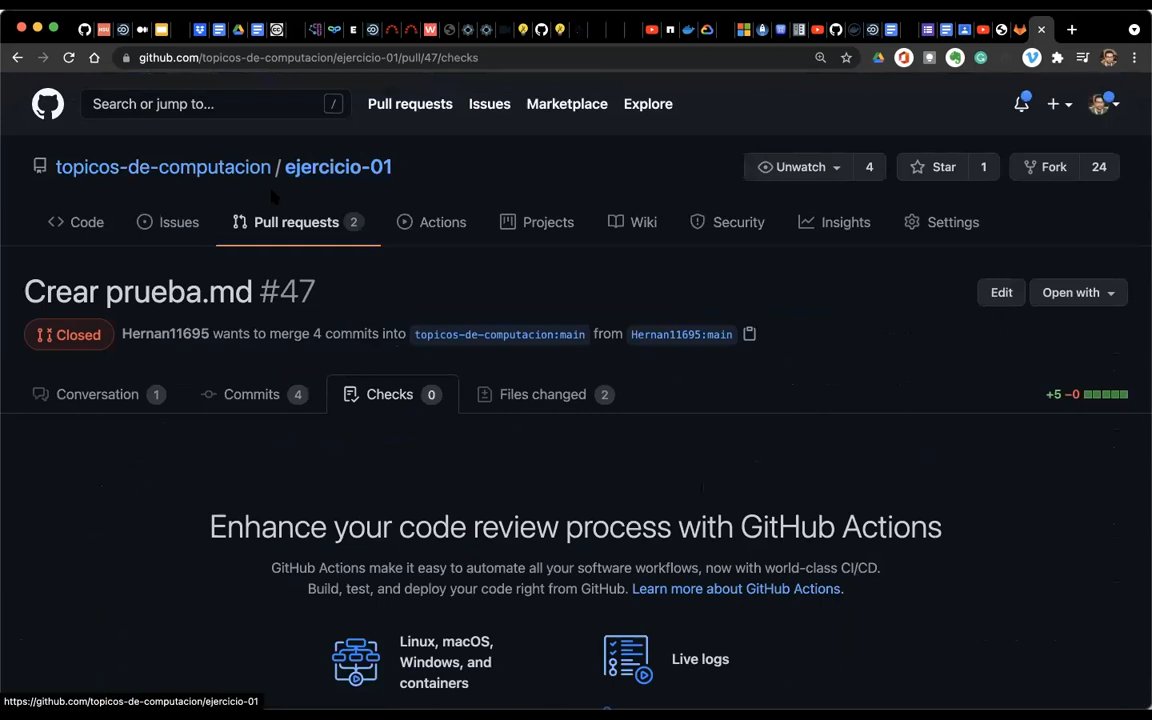 github.com/topicos-de-computacion/ejercicio-01/pull/47/checks
Search or jump to... /
Pull requests Issues Marketplace Explore
topicos-de-computacion / ejercicio-01
Unwatch 4 Star 1 Fork 24
Code Issues Pull requests 2 Actions Projects Wiki Security Insights Settings
Crear prueba.md #47
Edit Open with
Closed Hernan11695 wants to merge 4 commits into topicos-de-computacion:main from Hernan11695:main
Conversation 1 Commits 4 Checks 0 Files changed 2 +5 −0
Enhance your code review process with GitHub Actions
GitHub Actions make it easy to automate all your software workflows, now with world-class CI/CD.
Build, test, and deploy your code right from GitHub. Learn more about GitHub Actions.
Linux, macOS,
Windows, and
containers
Live logs
https://github.com/topicos-de-computacion/ejercicio-01